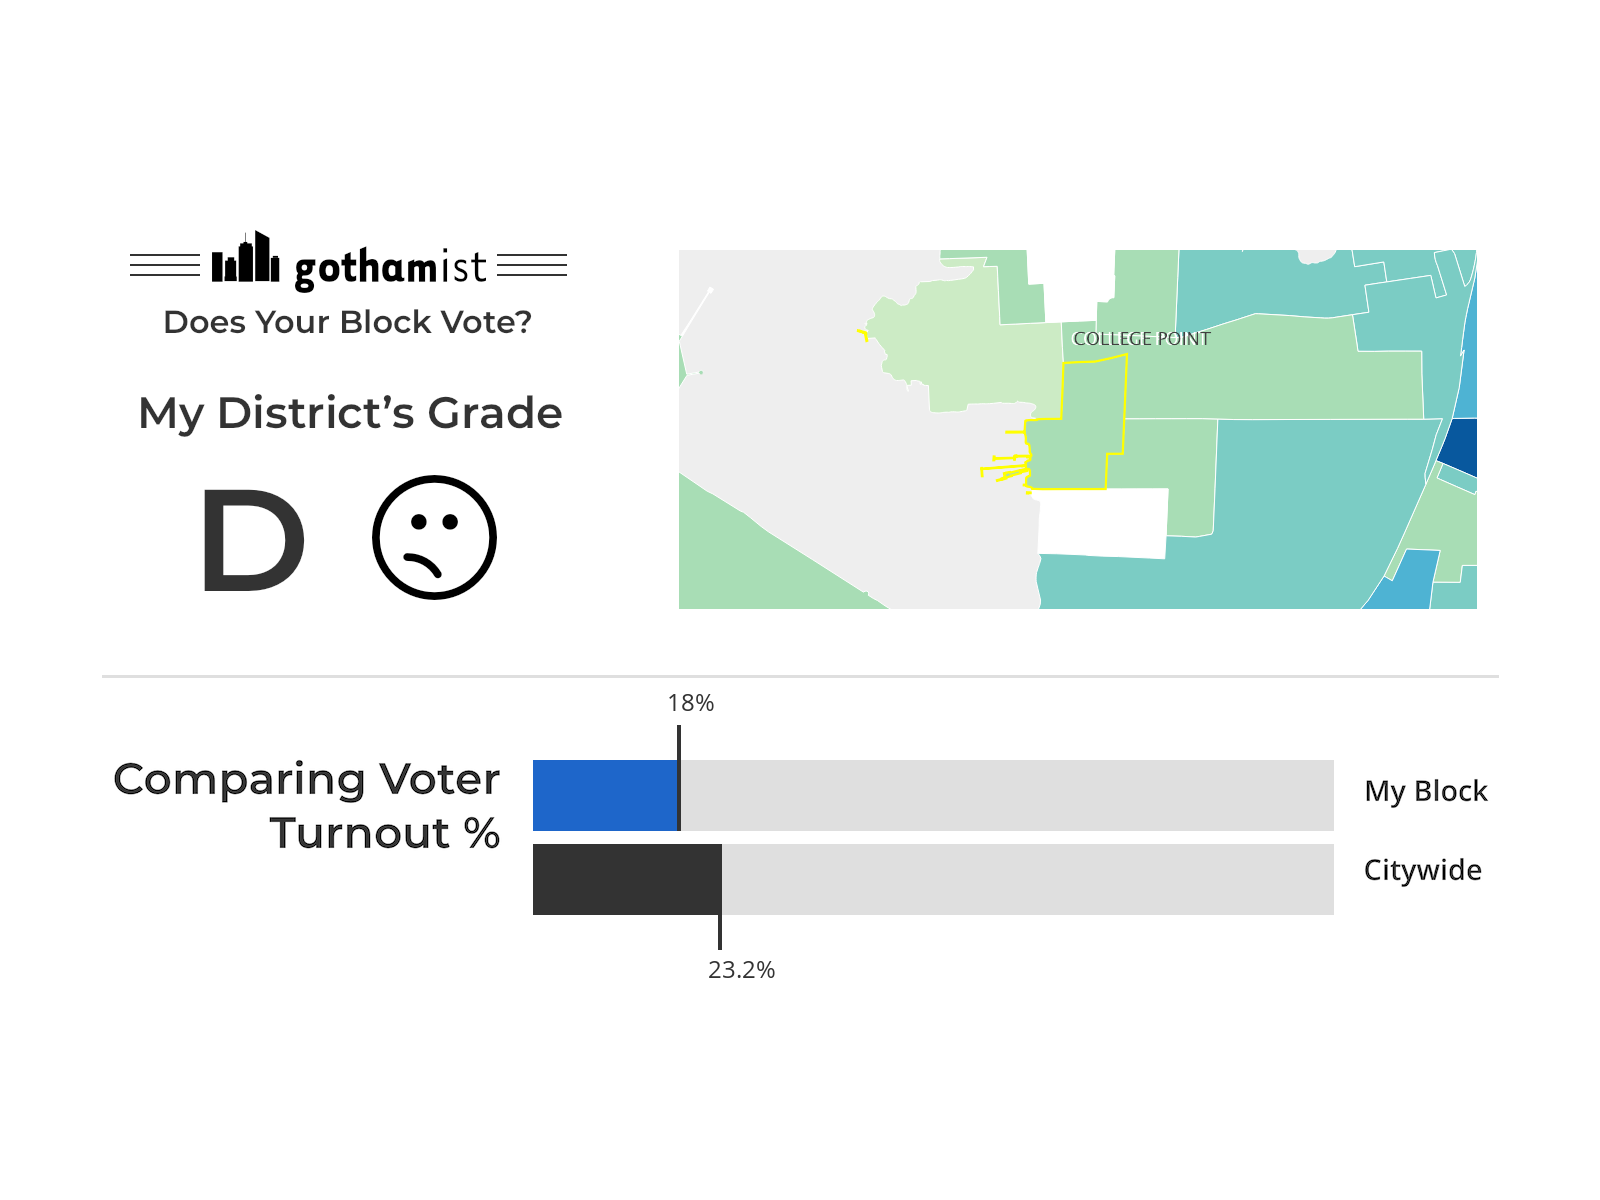 gothamist
Does Your Block Vote?
My District’s Grade
D
COLLEGE POINT
18%
Comparing Voter
Turnout %
My Block
Citywide
23.2%